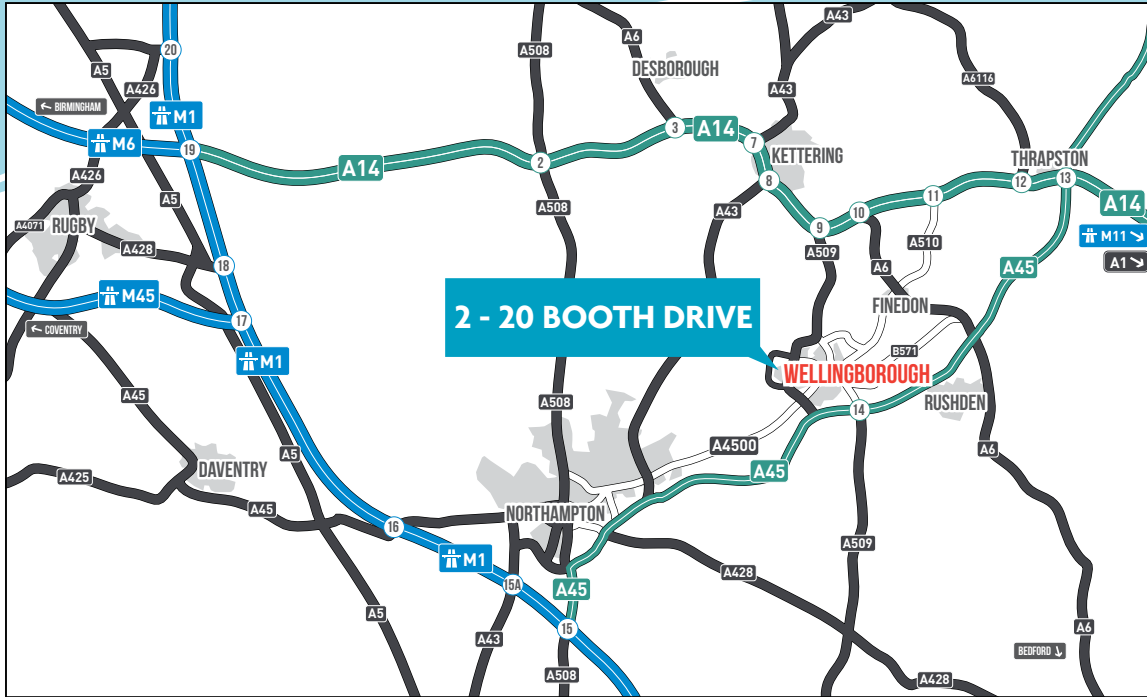 A43
A508
A6
A5
20
DESBOROUGH
A426
A6116
A43
← BIRMINGHAM
M1
3
A14
M6
19
7
KETTERING
A14
2
THRAPSTON
8
12
13
A426
A5
11
A14
A508
A43
10
A4071
RUGBY
9
M11 ↘
A428
A509
A510
A1 ↘
18
A6
A45
M45
FINEDON
2 - 20 BOOTH DRIVE
17
← COVENTRY
B571
M1
WELLINGBOROUGH
RUSHDEN
A45
A508
14
A4500
A6
A5
DAVENTRY
A45
A425
A45
NORTHAMPTON
16
A509
M1
A428
15A
A45
A5
15
A6
A43
BEDFORD ↓
A508
A428